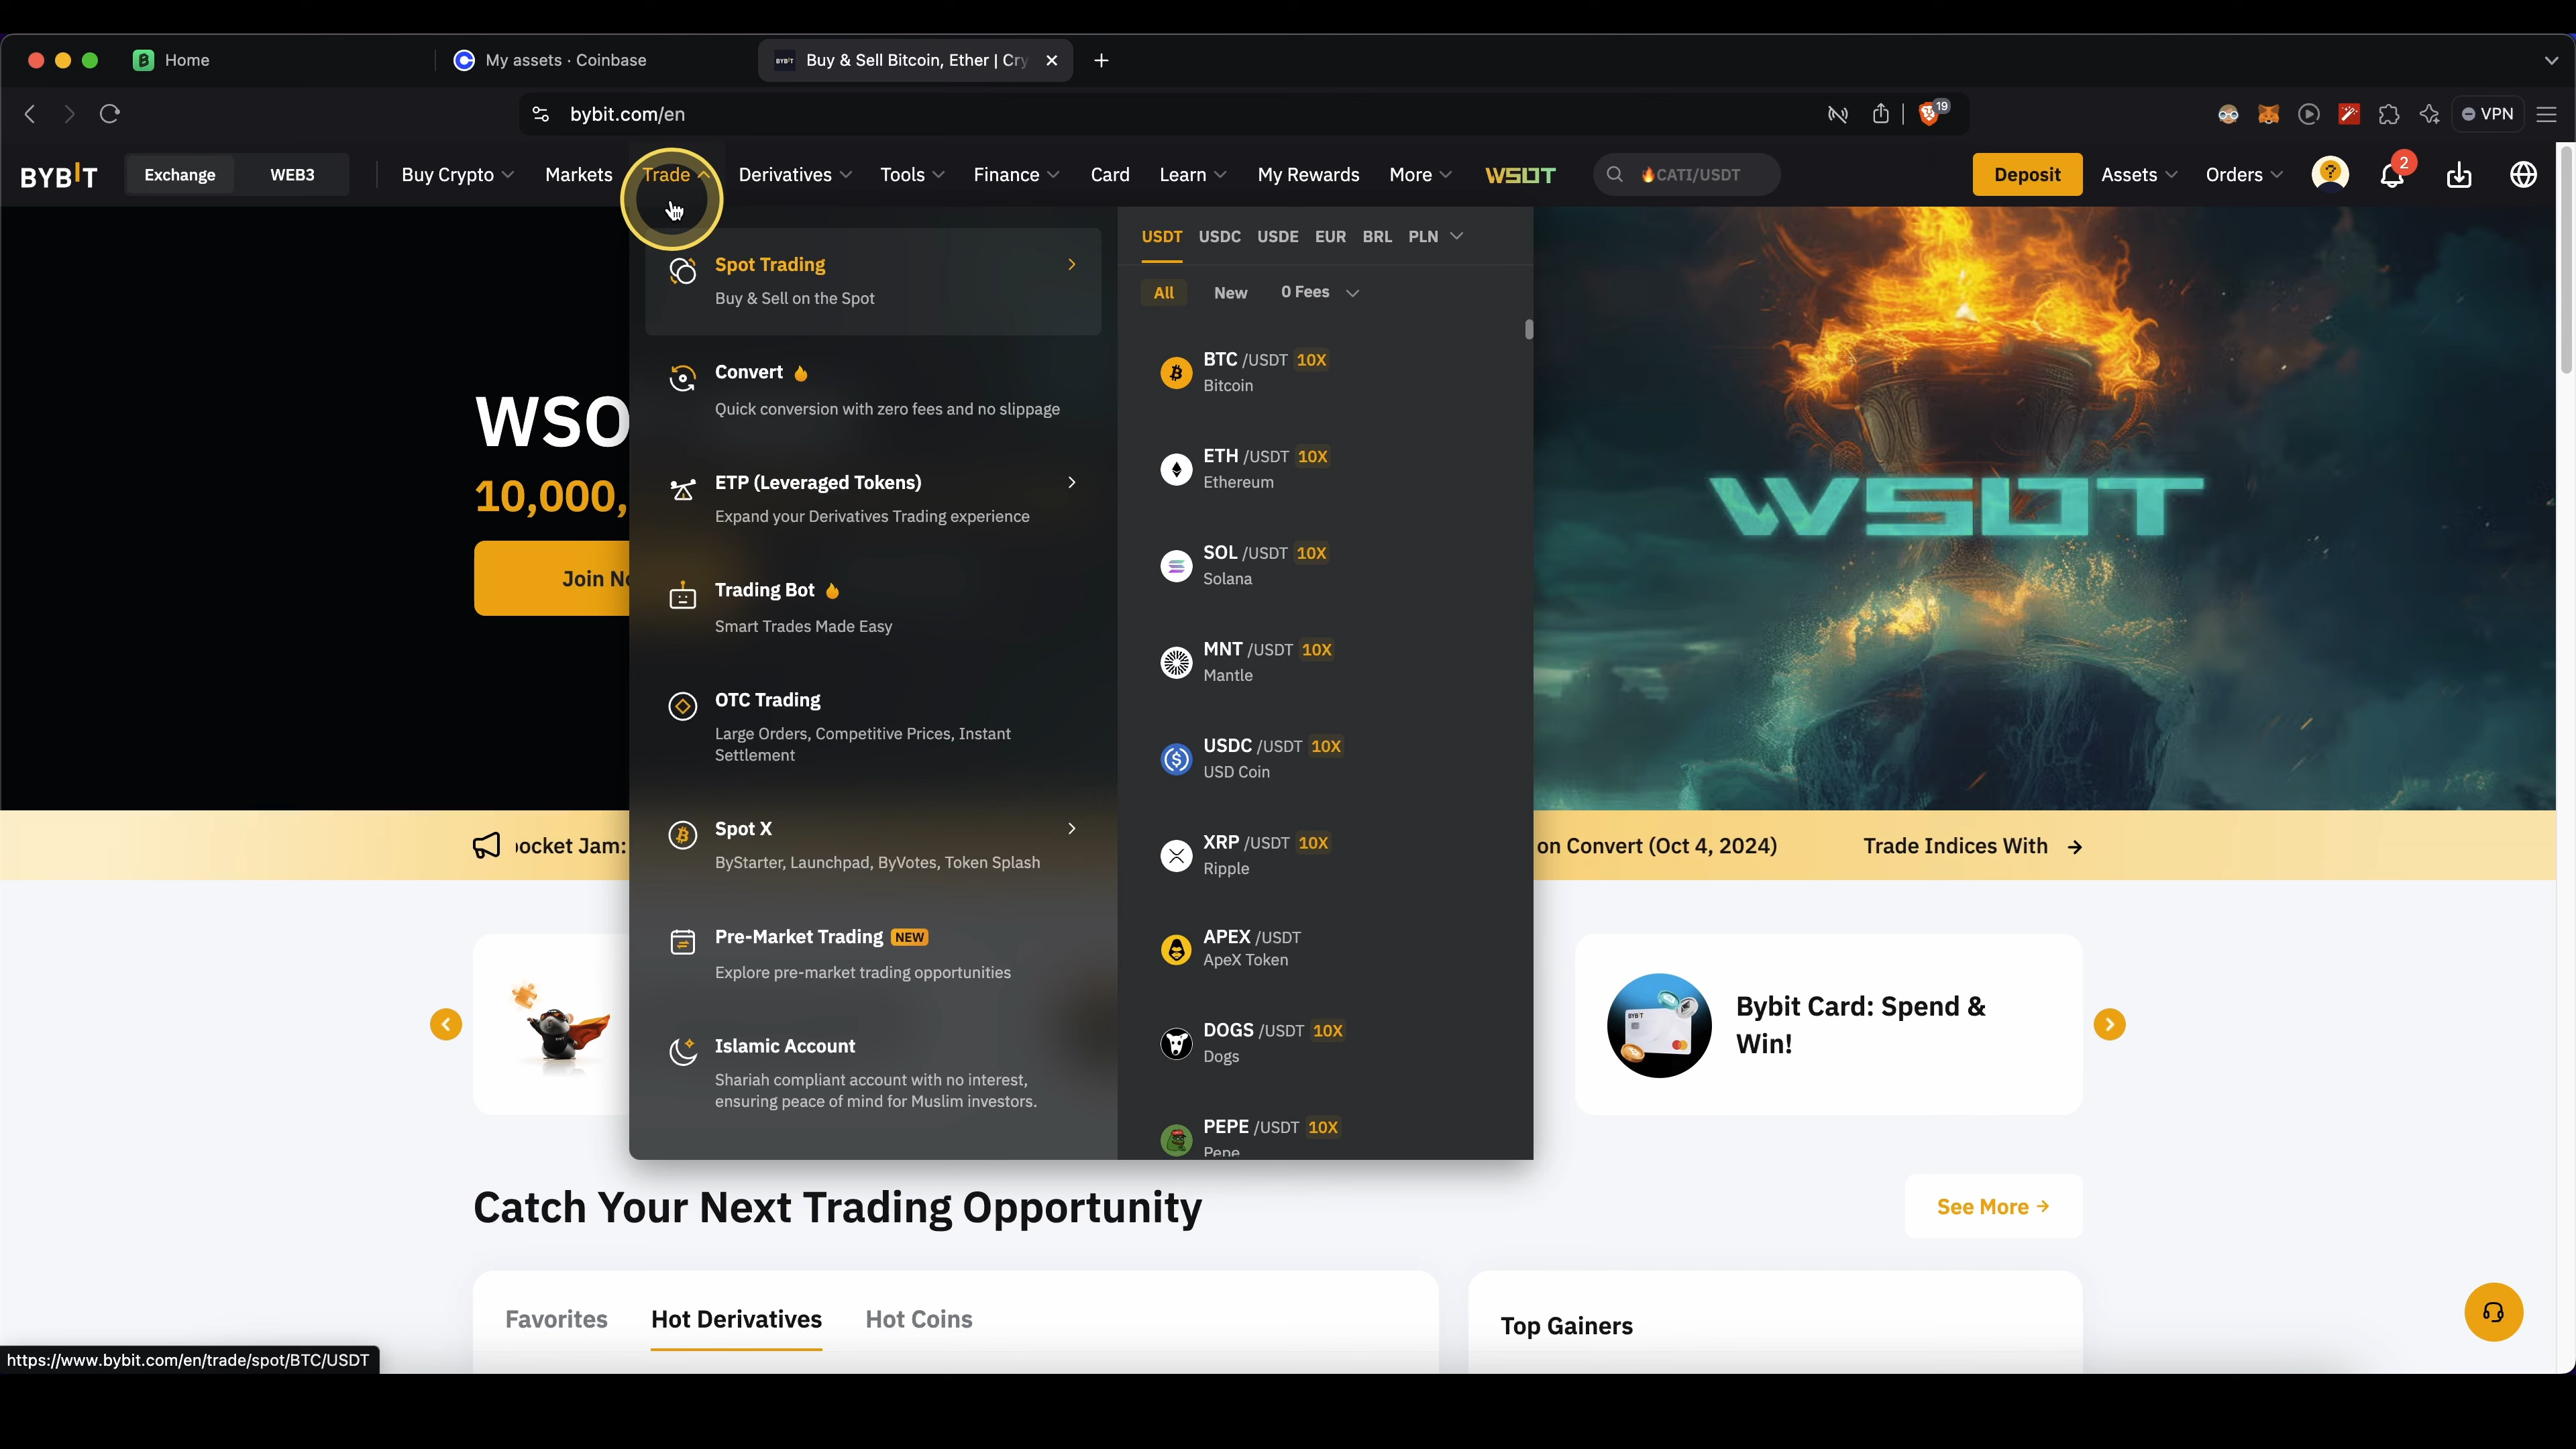 Home
My assets · Coinbase
BYBIT
Buy & Sell Bitcoin, Ether | Cry
bybit.com/en
19
VPN
BYBIT
Exchange
WEB3
Buy Crypto
Markets
Trade
Derivatives
Tools
Finance
Card
Learn
My Rewards
More
WSOT
CATI/USDT
Deposit
Assets
Orders
2
Spot Trading
Buy & Sell on the Spot
Convert
Quick conversion with zero fees and no slippage
ETP (Leveraged Tokens)
Expand your Derivatives Trading experience
Trading Bot
Smart Trades Made Easy
OTC Trading
Large Orders, Competitive Prices, Instant
Settlement
Spot X
ByStarter, Launchpad, ByVotes, Token Splash
Pre-Market Trading NEW
Explore pre-market trading opportunities
Islamic Account
Shariah compliant account with no interest,
ensuring peace of mind for Muslim investors.
USDT USDC USDE EUR BRL PLN
All New 0 Fees
BTC /USDT 10X
Bitcoin
ETH /USDT 10X
Ethereum
SOL /USDT 10X
Solana
MNT /USDT 10X
Mantle
USDC /USDT 10X
USD Coin
XRP /USDT 10X
Ripple
APEX /USDT
ApeX Token
DOGS /USDT 10X
Dogs
PEPE /USDT 10X
Pepe
WSO
10,000,
Join No
WSOT
ocket Jam:
on Convert (Oct 4, 2024)
Trade Indices With
Bybit Card: Spend &
Win!
Catch Your Next Trading Opportunity
See More
Favorites
Hot Derivatives
Hot Coins
Top Gainers
https://www.bybit.com/en/trade/spot/BTC/USDT